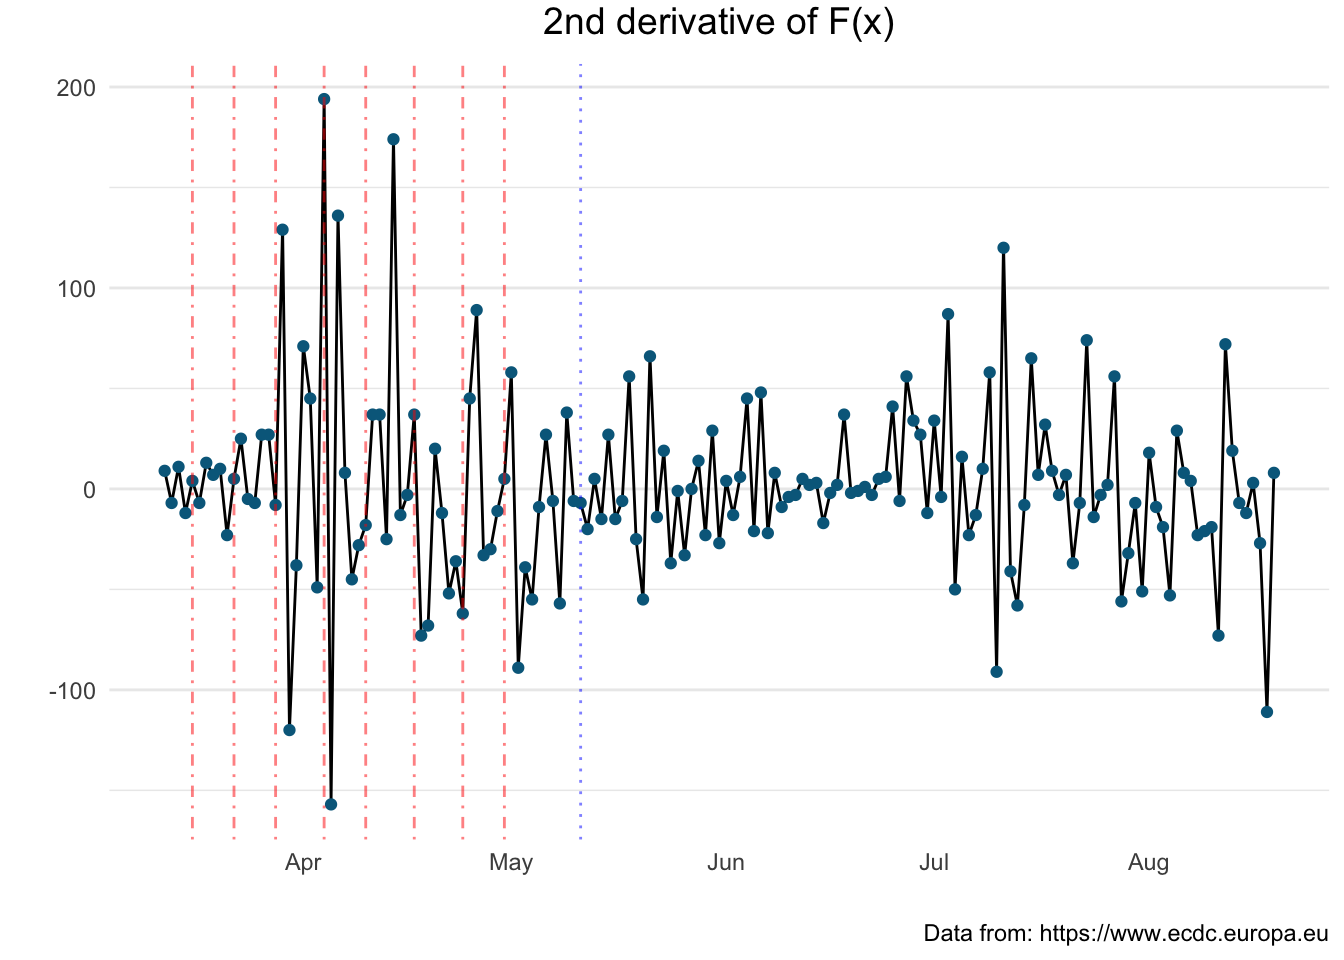 2nd derivative of F(x)
200
100
0
-100
Apr May Jun Jul Aug
Data from: https://www.ecdc.europa.eu